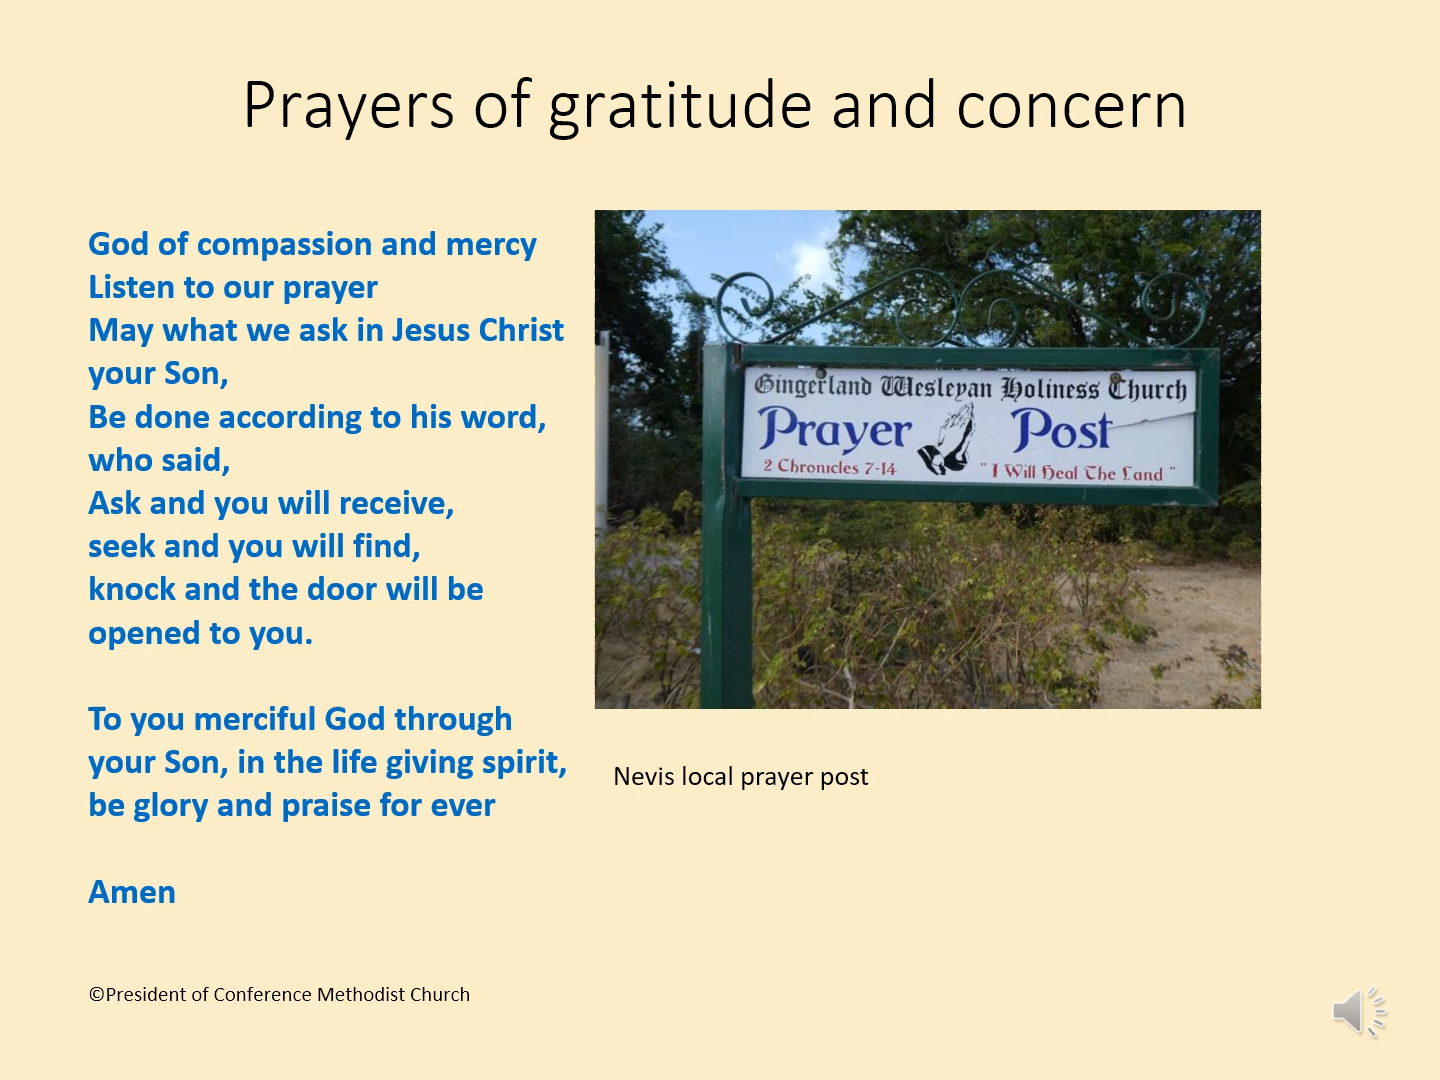 Prayers of gratitude and concern
God of compassion and mercy
Listen to our prayer
May what we ask in Jesus Christ
your Son,
Be done according to his word,
who said,
Ask and you will receive,
seek and you will find,
knock and the door will be
opened to you.
To you merciful God through
your Son, in the life giving spirit,
be glory and praise for ever
Amen
©President of Conference Methodist Church
Gingerland Wesleyan Holiness Church
Prayer Post
2 Chronicles 7-14 "I Will Heal The Land"
Nevis local prayer post